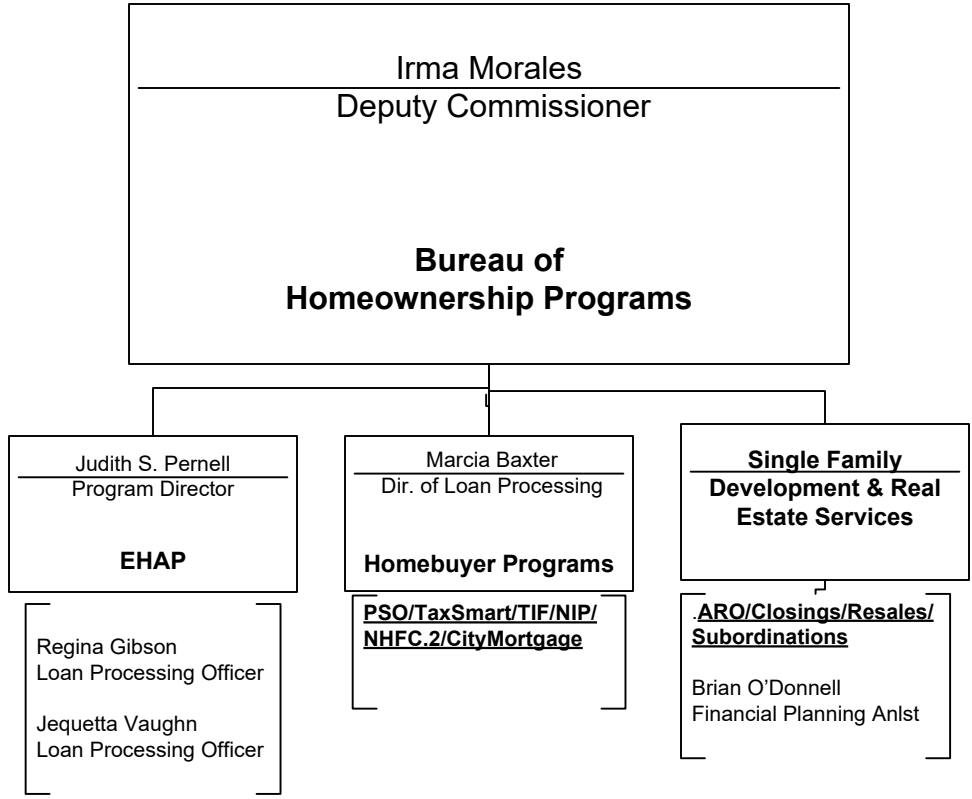 Irma Morales
Deputy Commissioner
Bureau of
Homeownership Programs
Judith S. Pernell
Program Director
EHAP
Regina Gibson
Loan Processing Officer
Jequetta Vaughn
Loan Processing Officer
Marcia Baxter
Dir. of Loan Processing
Homebuyer Programs
PSO/TaxSmart/TIF/NIP/
NHFC.2/CityMortgage
Single Family
Development & Real
Estate Services
.ARO/Closings/Resales/
Subordinations
Brian O’Donnell
Financial Planning Anlst